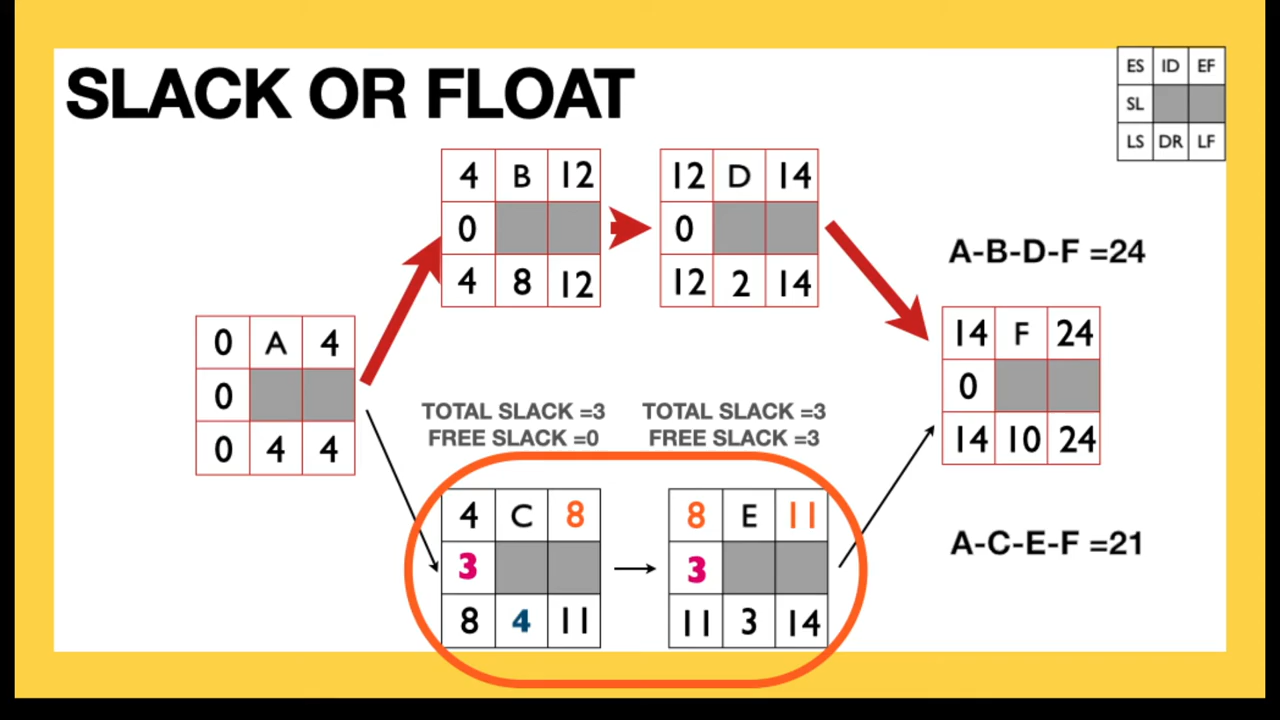 SLACK OR FLOAT
ES ID EF
SL
LS DR LF
4 B 12
0
4 8 12
12 D 14
0
12 2 14
A-B-D-F =24
0 A 4
0
0 4 4
14 F 24
0
14 10 24
TOTAL SLACK =3
FREE SLACK =0
TOTAL SLACK =3
FREE SLACK =3
4 C 8
3
8 4 11
8 E 11
3
11 3 14
A-C-E-F =21